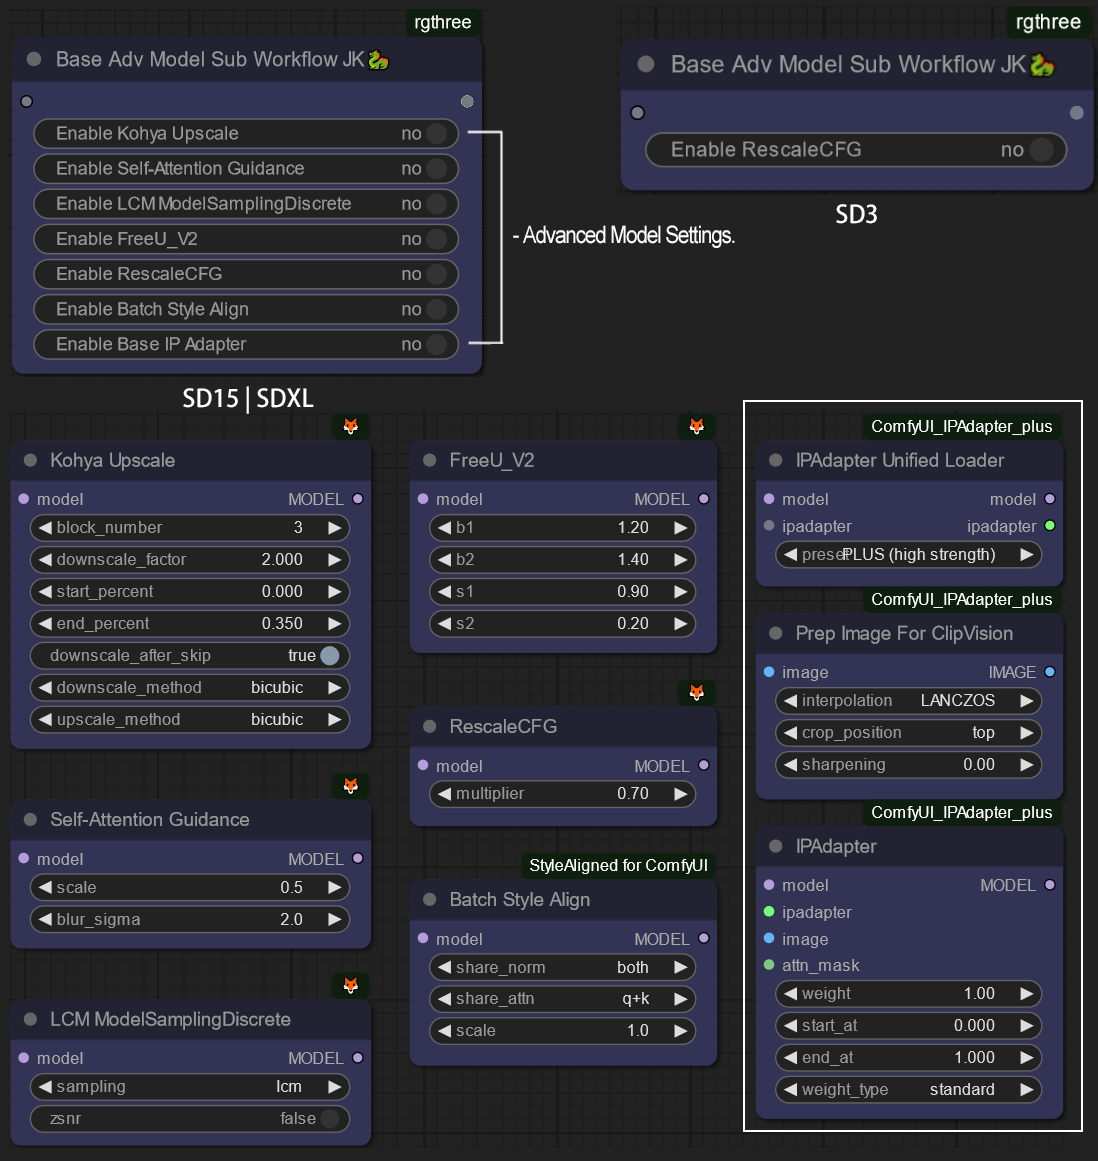 rgthree
Base Adv Model Sub Workflow JK🐉
Enable Kohya Upscale no
Enable Self-Attention Guidance no
Enable LCM ModelSamplingDiscrete no
Enable FreeU_V2 no
Enable RescaleCFG no
Enable Batch Style Align no
Enable Base IP Adapter no
SD15 | SDXL
- Advanced Model Settings.
rgthree
Base Adv Model Sub Workflow JK🐉
Enable RescaleCFG no
SD3
Kohya Upscale
model MODEL
block_number 3
downscale_factor 2.000
start_percent 0.000
end_percent 0.350
downscale_after_skip true
downscale_method bicubic
upscale_method bicubic
Self-Attention Guidance
model MODEL
scale 0.5
blur_sigma 2.0
LCM ModelSamplingDiscrete
model MODEL
sampling lcm
zsnr false
FreeU_V2
model MODEL
b1 1.20
b2 1.40
s1 0.90
s2 0.20
RescaleCFG
model MODEL
multiplier 0.70
StyleAligned for ComfyUI
Batch Style Align
model MODEL
share_norm both
share_attn q+k
scale 1.0
ComfyUI_IPAdapter_plus
IPAdapter Unified Loader
model model
ipadapter ipadapter
preset PLUS (high strength)
ComfyUI_IPAdapter_plus
Prep Image For ClipVision
image IMAGE
interpolation LANCZOS
crop_position top
sharpening 0.00
ComfyUI_IPAdapter_plus
IPAdapter
model MODEL
ipadapter
image
attn_mask
weight 1.00
start_at 0.000
end_at 1.000
weight_type standard